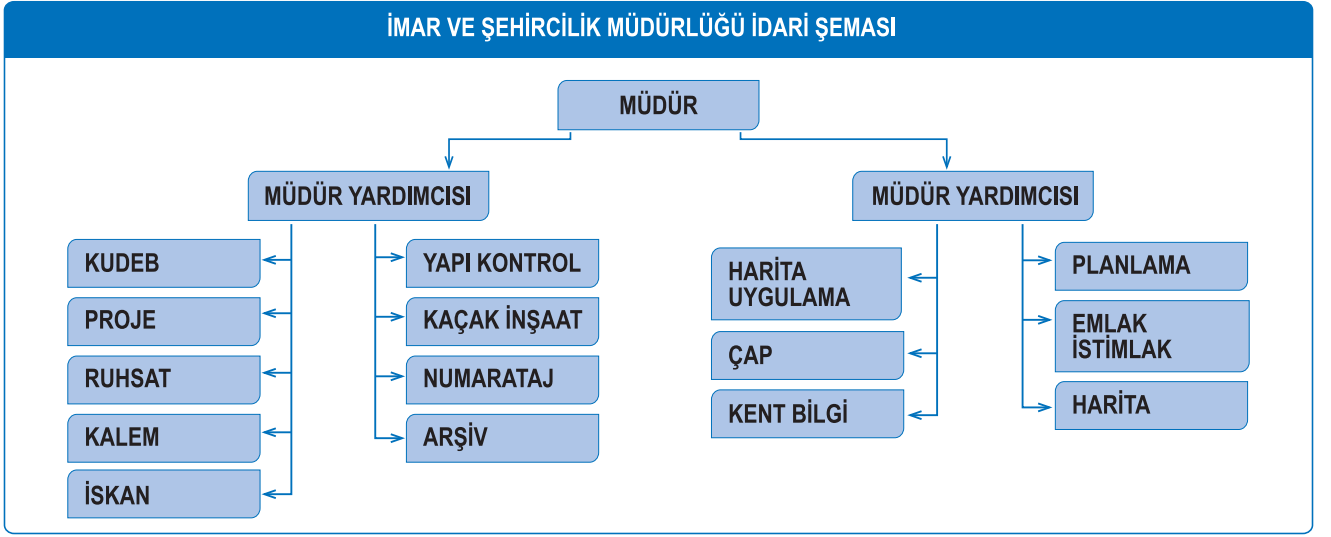 İMAR VE ŞEHİRCİLİK MÜDÜRLÜĞÜ İDARİ ŞEMASI
MÜDÜR
MÜDÜR YARDIMCISI
KUDEB
PROJE
RUHSAT
KALEM
İSKAN
YAPI KONTROL
KAÇAK İNŞAAT
NUMARATAJ
ARŞİV
MÜDÜR YARDIMCISI
HARİTA
UYGULAMA
ÇAP
KENT BİLGİ
PLANLAMA
EMLAK
İSTİMLAK
HARİTA